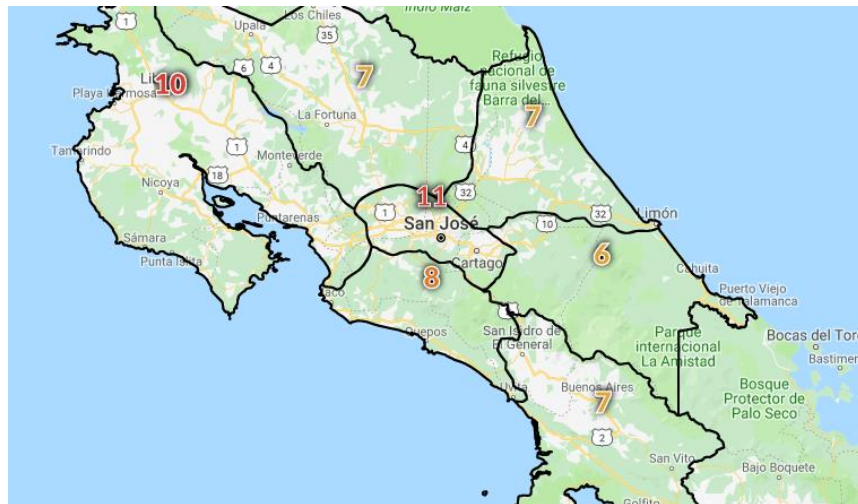 Indio Maíz
Los Chiles
1
Upala
35
Refugio
nacional de
fauna silvestre
Barra del...
6
4
7
10
Playa Hermosa
7
La Fortuna
1
4
Monteverde
Tamarindo
18
Nicoya
32
11
1
Puntarenas
San José
32
Limón
10
Sámara
Punta Islita
Cartago
6
8
Cahuita
Puerto Viejo
de Talamanca
Quepos
San Isidro de
El General
Parque
internacional
La Amistad
Bocas del Toro
Uvita
Buenos Aires
7
Bosque
Protector de
Palo Seco
2
San Vito
Bajo Boquete
Golfito